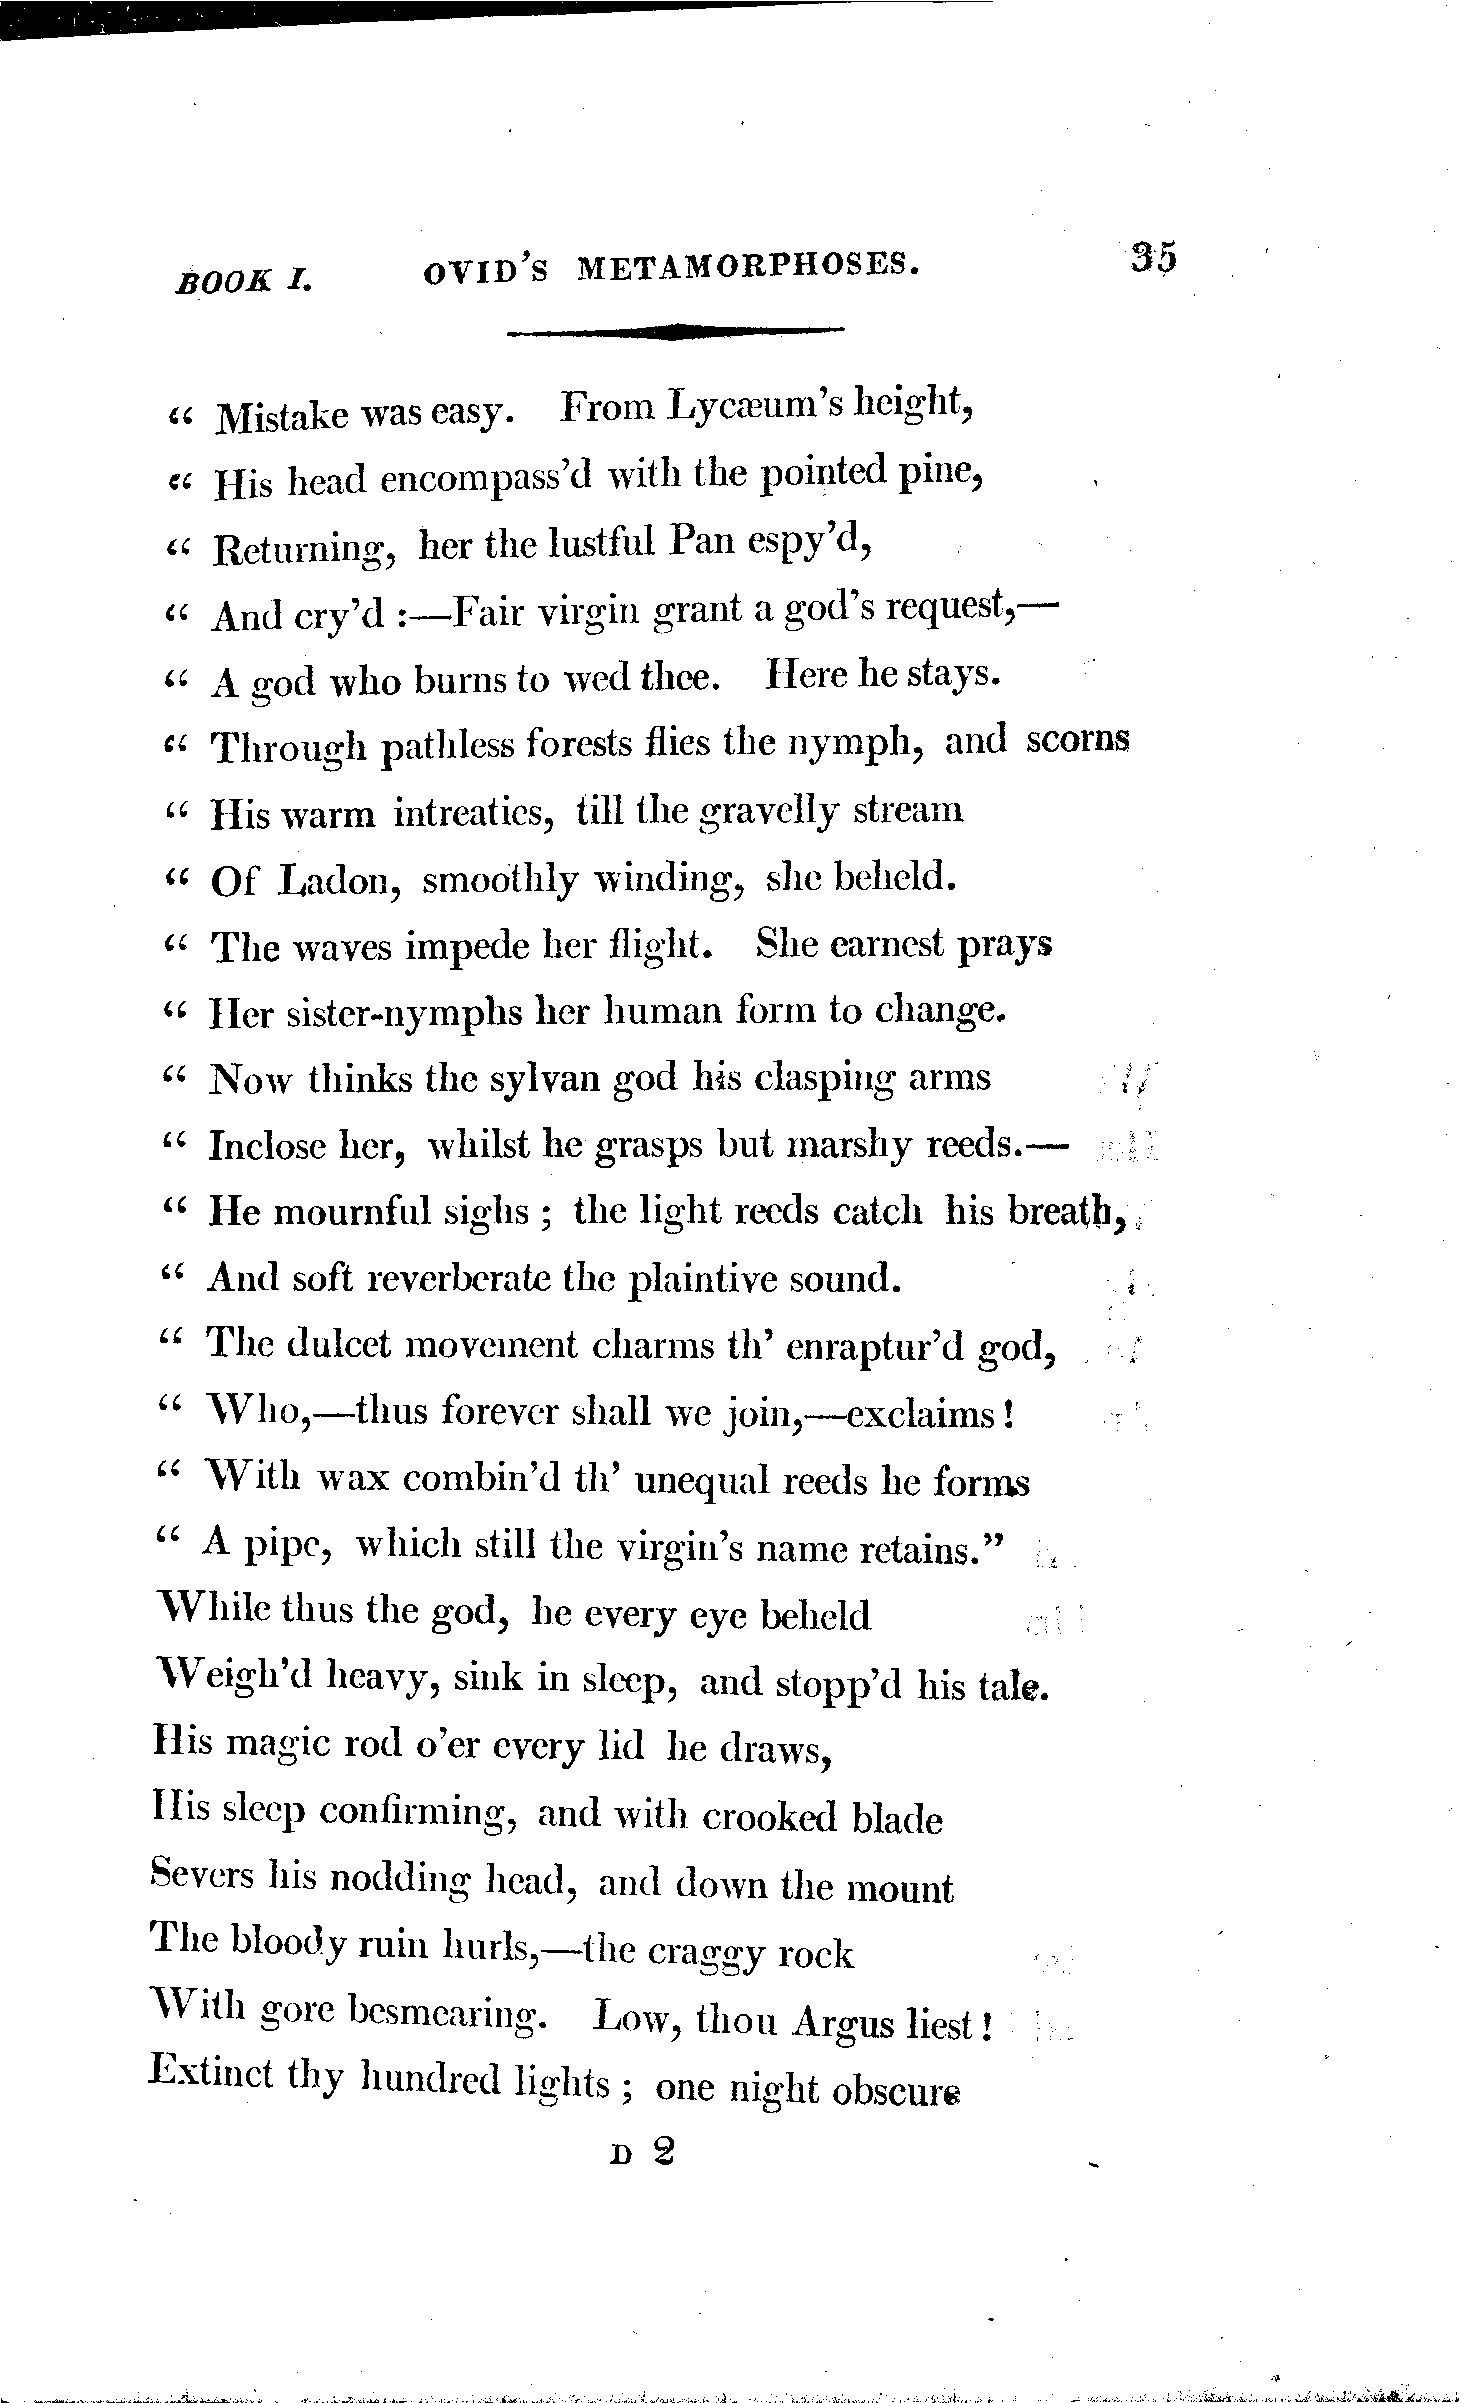 BOOK I. OVID'S METAMORPHOSES. 35
“ Mistake was easy. From Lycæum's height,
“ His head encompass'd with the pointed pine,
“ Returning, her the lustful Pan espy'd,
“ And cry'd :—Fair virgin grant a god's request,—
“ A god who burns to wed thee. Here he stays.
“ Through pathless forests flies the nymph, and scorns
“ His warm intreaties, till the gravelly stream
“ Of Ladon, smoothly winding, she beheld.
“ The waves impede her flight. She earnest prays
“ Her sister-nymphs her human form to change.
“ Now thinks the sylvan god his clasping arms
“ Inclose her, whilst he grasps but marshy reeds.—
“ He mournful sighs ; the light reeds catch his breath,
“ And soft reverberate the plaintive sound.
“ The dulcet movement charms th' enraptur'd god,
“ Who,—thus forever shall we join,—exclaims !
“ With wax combin'd th' unequal reeds he forms
“ A pipe, which still the virgin's name retains.”
While thus the god, he every eye beheld
Weigh'd heavy, sink in sleep, and stopp'd his tale.
His magic rod o'er every lid he draws,
His sleep confirming, and with crooked blade
Severs his nodding head, and down the mount
The bloody ruin hurls,—the craggy rock
With gore besmearing. Low, thou Argus liest !
Extinct thy hundred lights ; one night obscure
D 2